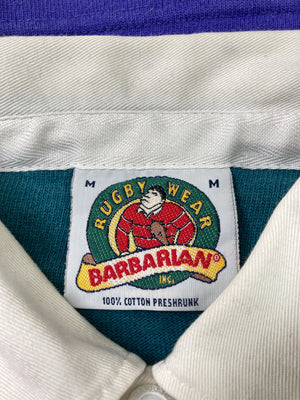 M M
RUGBY WEAR
BARBARIAN®
INC.
100% COTTON PRESHRUNK